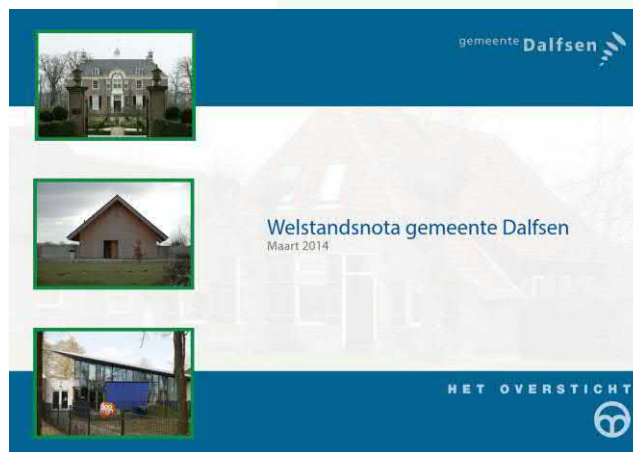 gemeente Dalfsen
Welstandsnota gemeente Dalfsen
Maart 2014
HET OVERSTICHT